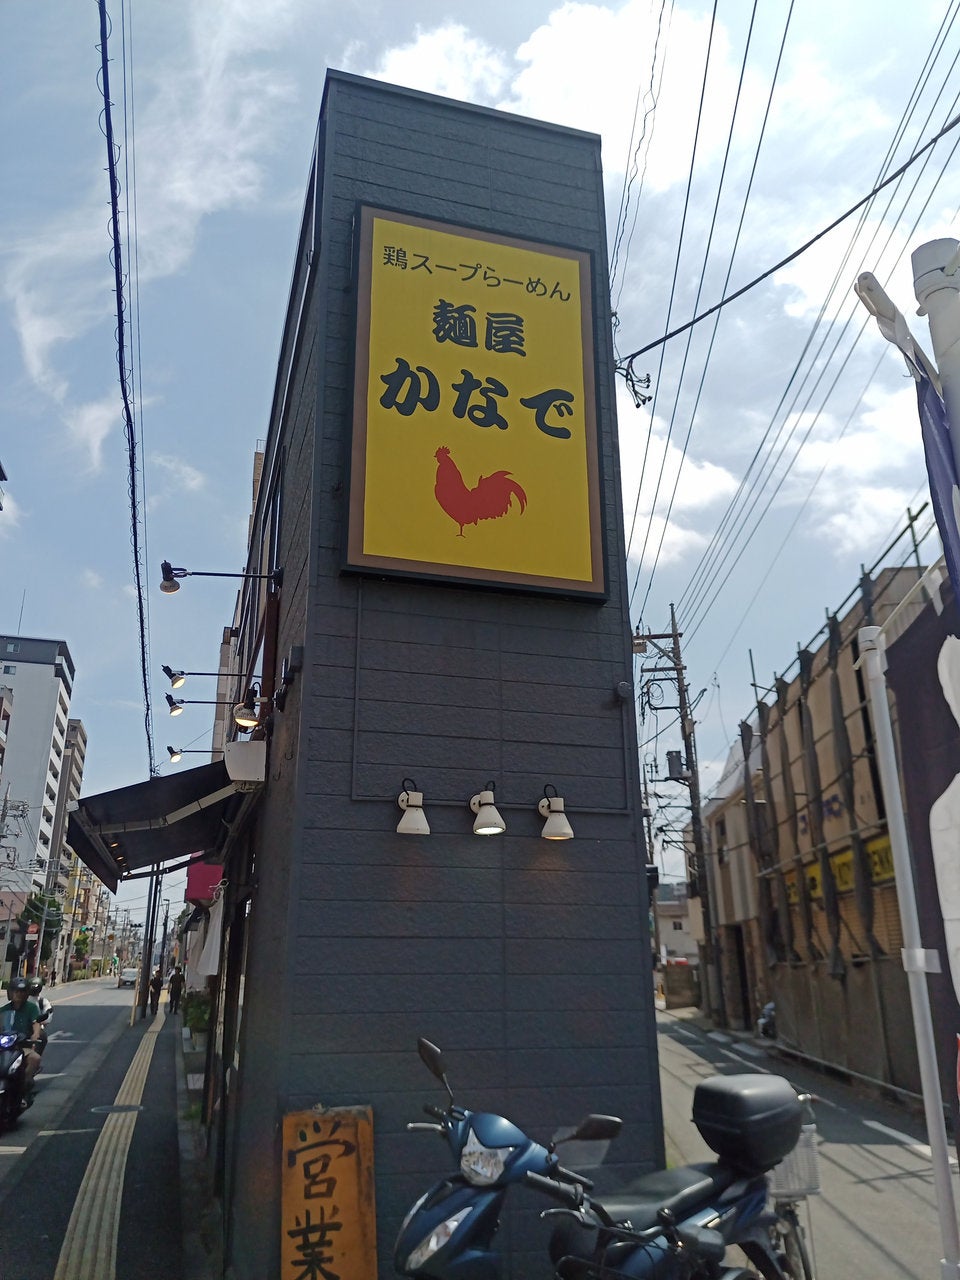 鶏スープらーめん
麺屋
かなで
営業